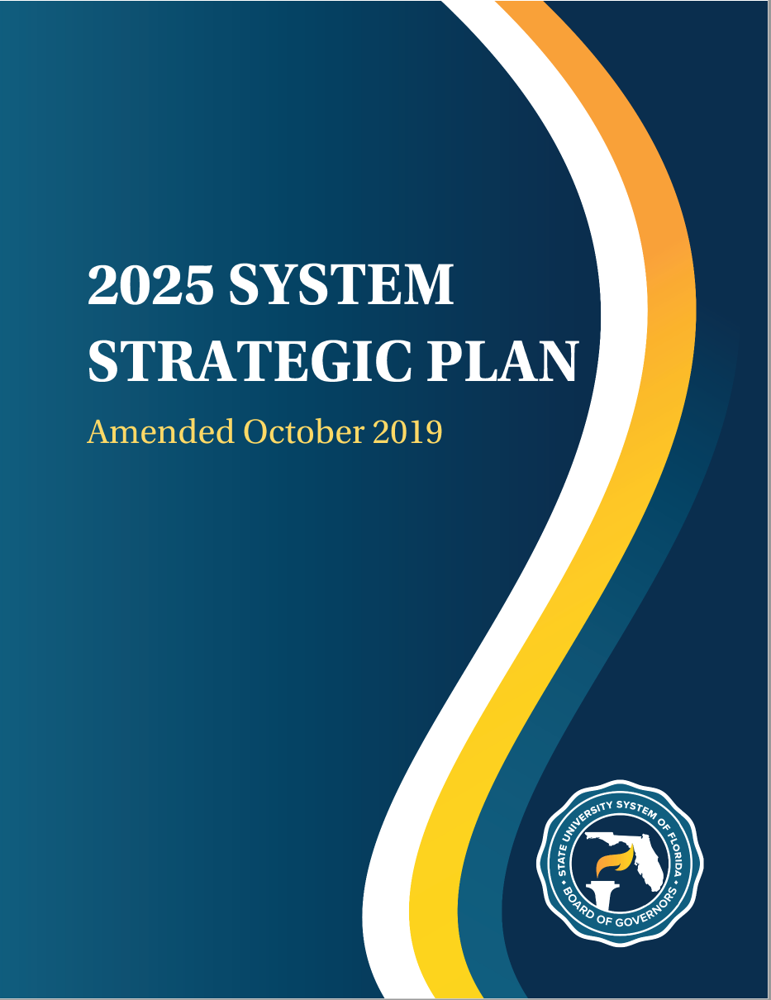 2025 SYSTEM
STRATEGIC PLAN
Amended October 2019
STATE UNIVERSITY SYSTEM OF FLORIDA
• BOARD OF GOVERNORS •